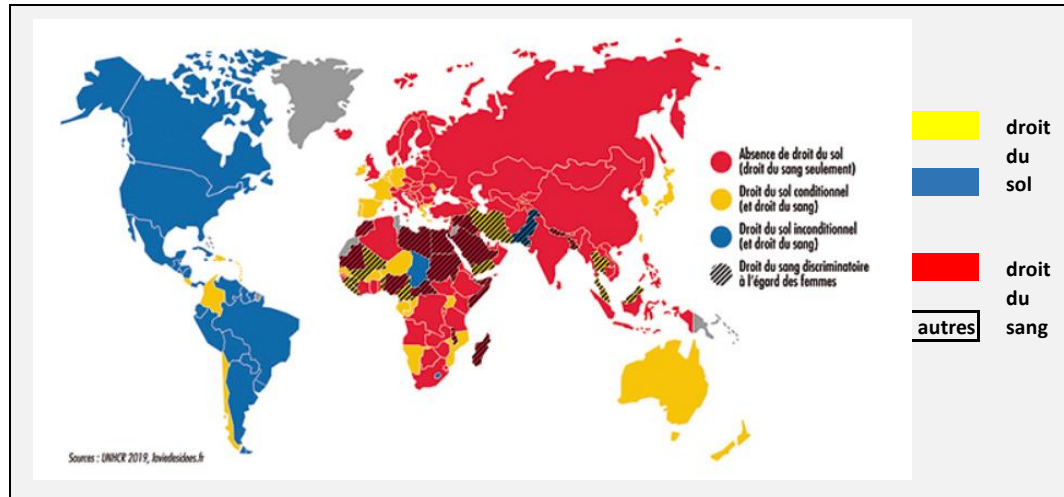 Absence de droit du sol
(droit du sang seulement)
Droit du sol conditionnel
(et droit du sang)
Droit du sol inconditionnel
(et droit du sang)
Droit du sang discriminatoire
à l'égard des femmes
Sources : UNHCR 2019, laviedesidees.fr
droit
du
sol
droit
du
autres sang